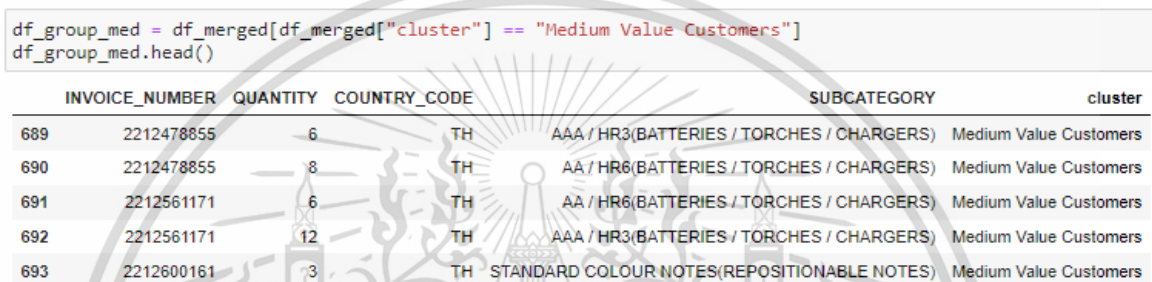 df_group_med = df_merged[df_merged["cluster"] == "Medium Value Customers"]
df_group_med.head()
INVOICE_NUMBER QUANTITY COUNTRY_CODE SUBCATEGORY cluster
689 2212478855 6 TH AAA / HR3(BATTERIES / TORCHES / CHARGERS) Medium Value Customers
690 2212478855 8 TH AA / HR6(BATTERIES / TORCHES / CHARGERS) Medium Value Customers
691 2212561171 6 TH AA / HR6(BATTERIES / TORCHES / CHARGERS) Medium Value Customers
692 2212561171 12 TH AAA / HR3(BATTERIES / TORCHES / CHARGERS) Medium Value Customers
693 2212600161 3 TH STANDARD COLOUR NOTES(REPOSITIONABLE NOTES) Medium Value Customers